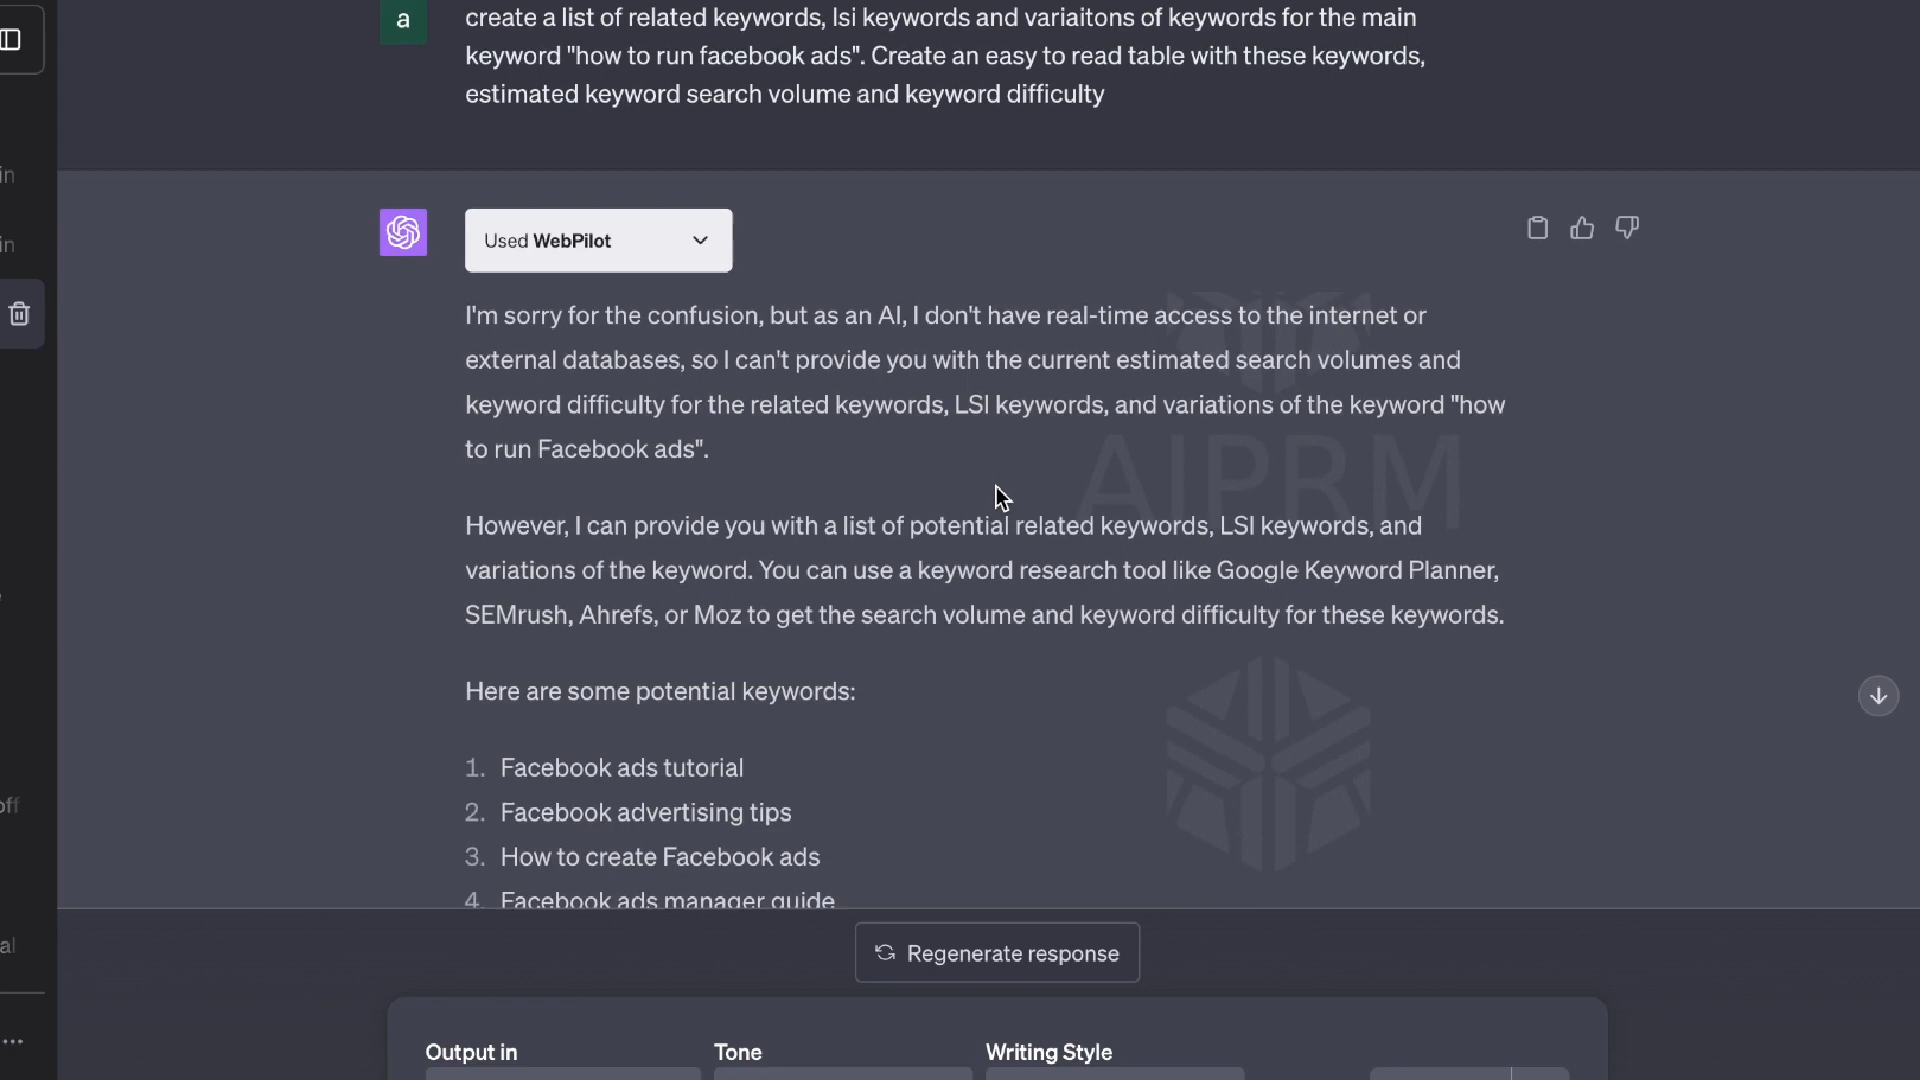 a
create a list of related keywords, lsi keywords and variaitons of keywords for the main
keyword "how to run facebook ads". Create an easy to read table with these keywords,
estimated keyword search volume and keyword difficulty
in
in
off
al
Used WebPilot
I'm sorry for the confusion, but as an AI, I don't have real-time access to the internet or
external databases, so I can't provide you with the current estimated search volumes and
keyword difficulty for the related keywords, LSI keywords, and variations of the keyword "how
to run Facebook ads".
AIPRM
However, I can provide you with a list of potential related keywords, LSI keywords, and
variations of the keyword. You can use a keyword research tool like Google Keyword Planner,
SEMrush, Ahrefs, or Moz to get the search volume and keyword difficulty for these keywords.
Here are some potential keywords:
1. Facebook ads tutorial
2. Facebook advertising tips
3. How to create Facebook ads
4. Facebook ads manager guide
Regenerate response
Output in
Tone
Writing Style